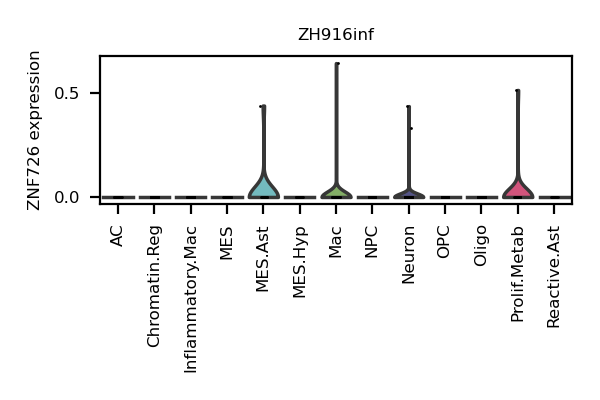 ZH916inf
ZNF726 expression
0.5
0.0
AC
Chromatin.Reg
Inflammatory.Mac
MES
MES.Ast
MES.Hyp
Mac
NPC
Neuron
OPC
Oligo
Prolif.Metab
Reactive.Ast